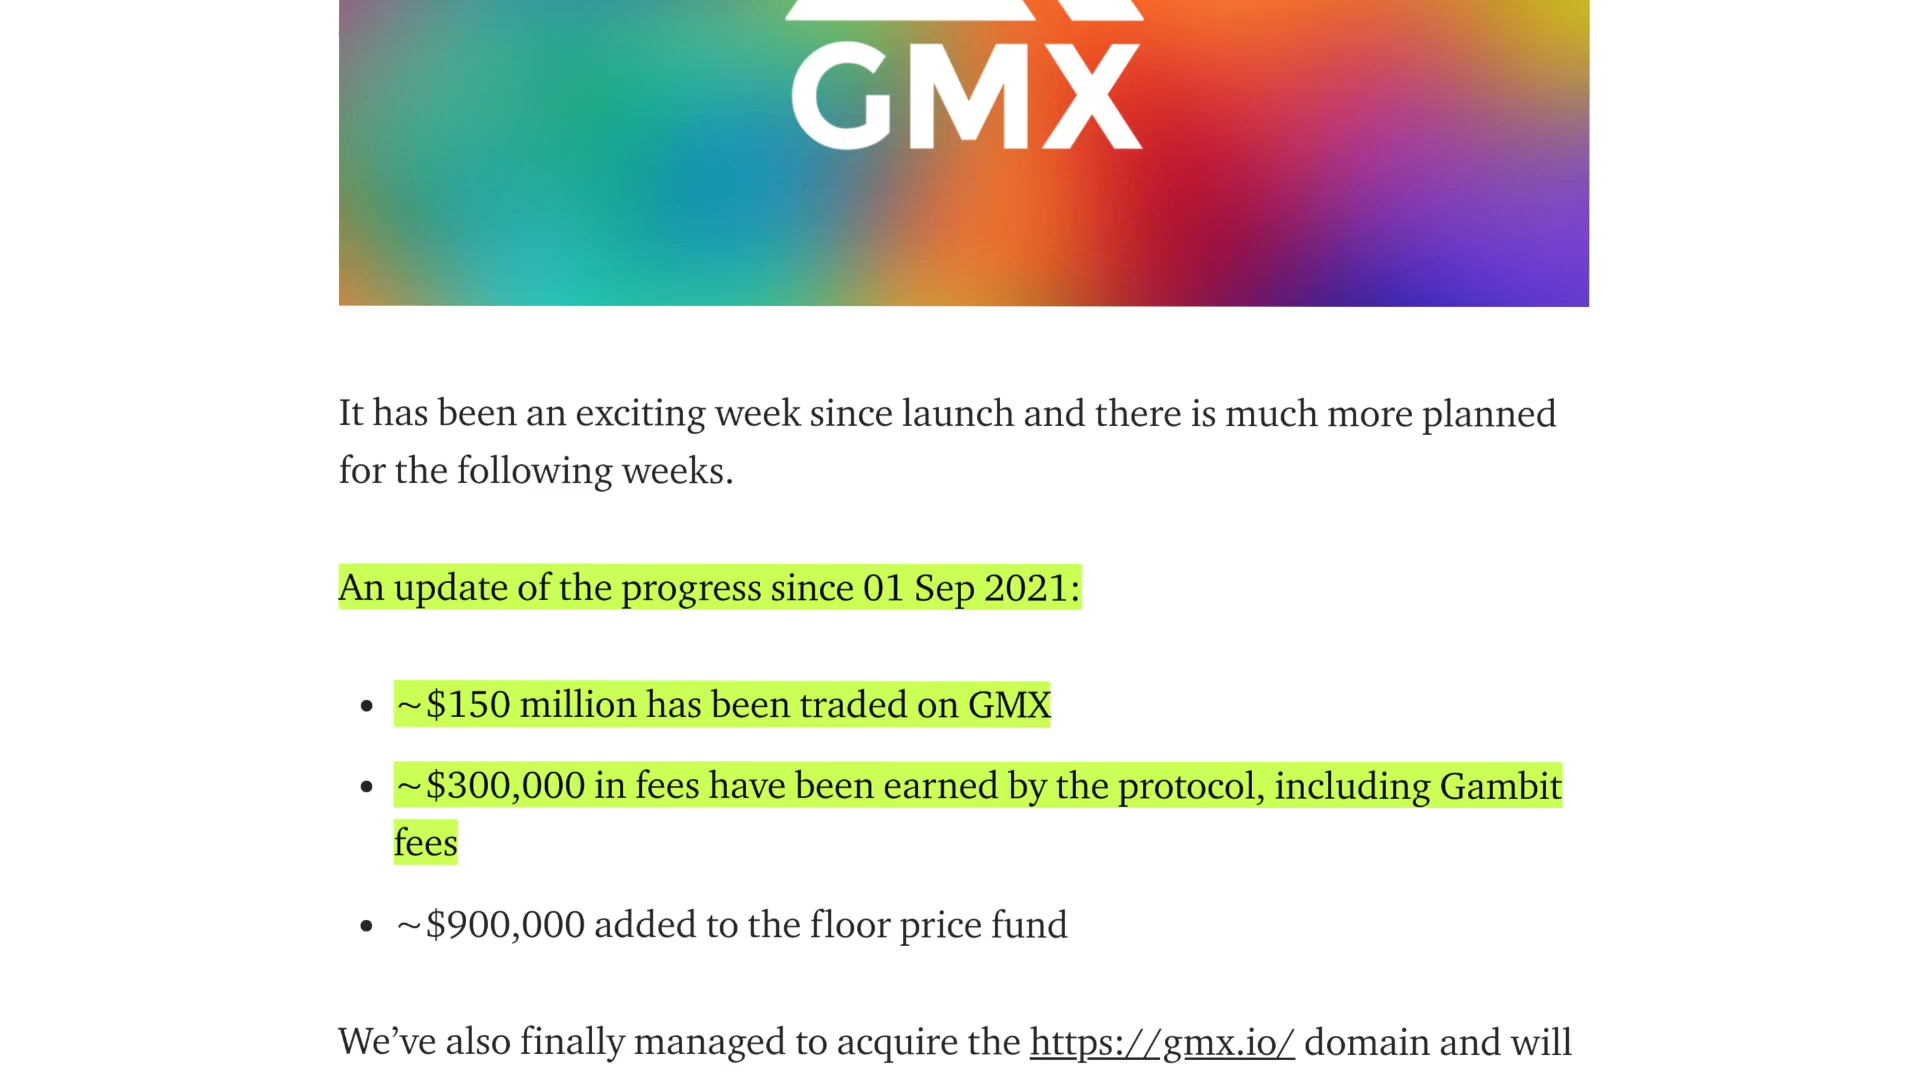 GMX
It has been an exciting week since launch and there is much more planned
for the following weeks.
An update of the progress since 01 Sep 2021:
• ~$150 million has been traded on GMX
• ~$300,000 in fees have been earned by the protocol, including Gambit
fees
• ~$900,000 added to the floor price fund
We’ve also finally managed to acquire the https://gmx.io/ domain and will